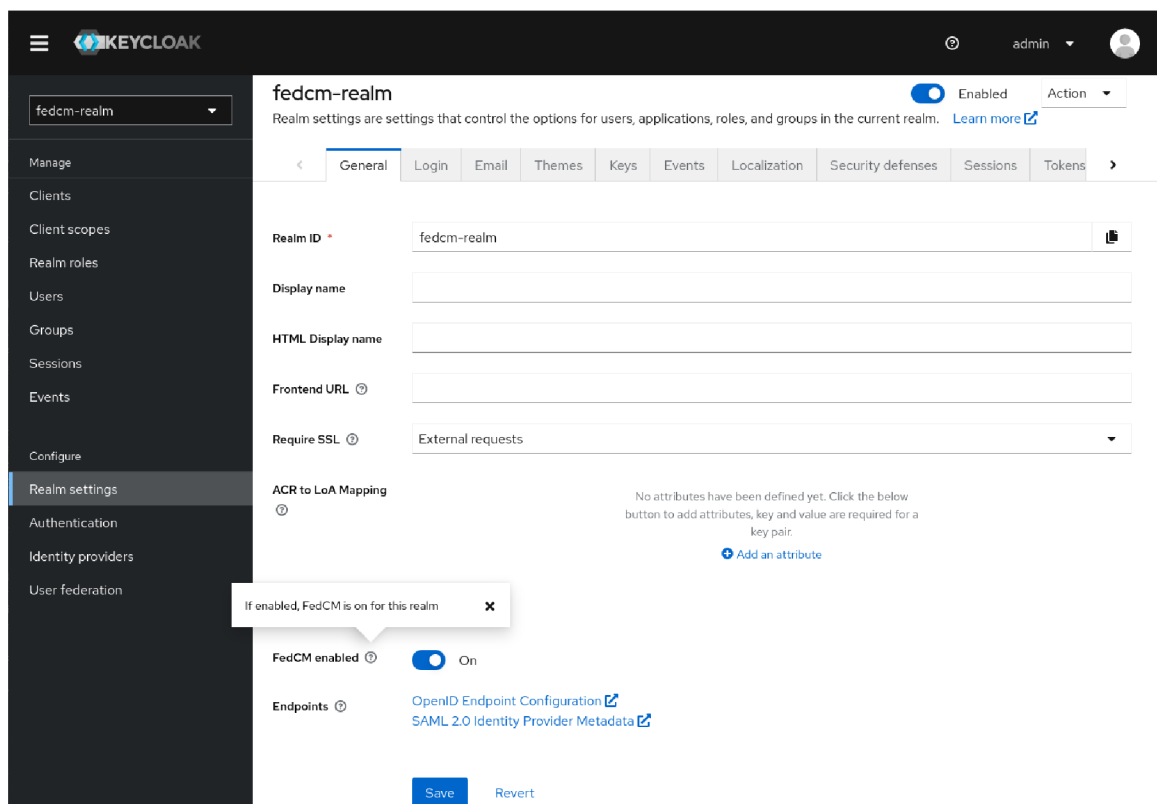 KEYCLOAK
admin
fedcm-realm
Manage
Clients
Client scopes
Realm roles
Users
Groups
Sessions
Events
Configure
Realm settings
Authentication
Identity providers
User federation
fedcm-realm
Enabled
Action
Realm settings are settings that control the options for users, applications, roles, and groups in the current realm. Learn more
General Login Email Themes Keys Events Localization Security defenses Sessions Tokens
Realm ID *
fedcm-realm
Display name
HTML Display name
Frontend URL
Require SSL
External requests
ACR to LoA Mapping
No attributes have been defined yet. Click the below
button to add attributes, key and value are required for a
key pair.
Add an attribute
If enabled, FedCM is on for this realm
FedCM enabled
On
Endpoints
OpenID Endpoint Configuration
SAML 2.0 Identity Provider Metadata
Save
Revert